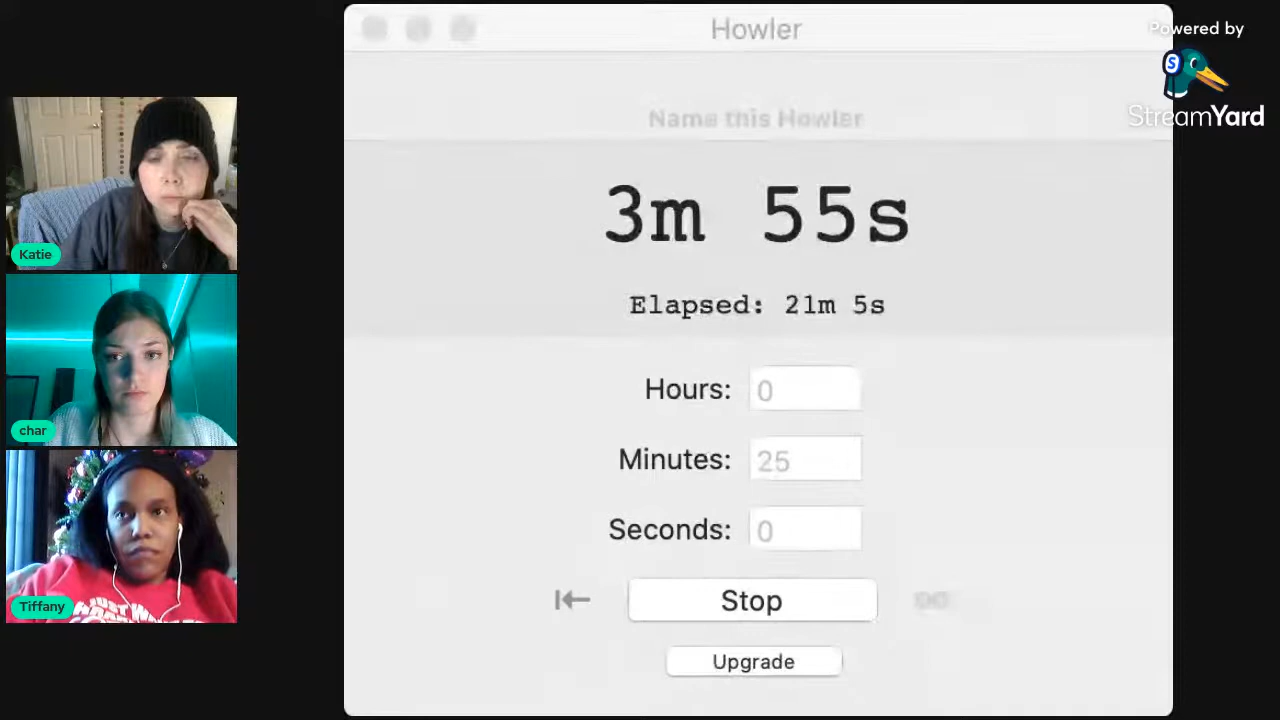 Howler
Powered by
StreamYard
Name this Howler
3m 55s
Elapsed: 21m 5s
Hours: 0
Minutes: 25
Seconds: 0
Stop
Upgrade
Katie
char
Tiffany